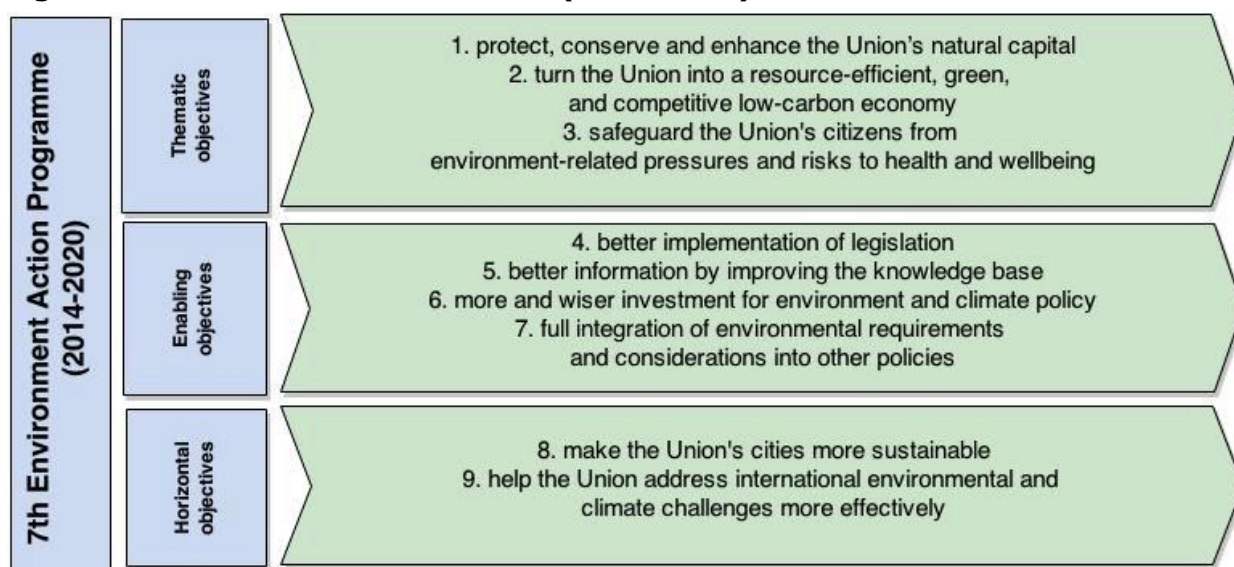 7th Environment Action Programme
(2014-2020)
Thematic
objectives
1. protect, conserve and enhance the Union's natural capital
2. turn the Union into a resource-efficient, green,
and competitive low-carbon economy
3. safeguard the Union's citizens from
environment-related pressures and risks to health and wellbeing
Enabling
objectives
4. better implementation of legislation
5. better information by improving the knowledge base
6. more and wiser investment for environment and climate policy
7. full integration of environmental requirements
and considerations into other policies
Horizontal
objectives
8. make the Union's cities more sustainable
9. help the Union address international environmental and
climate challenges more effectively